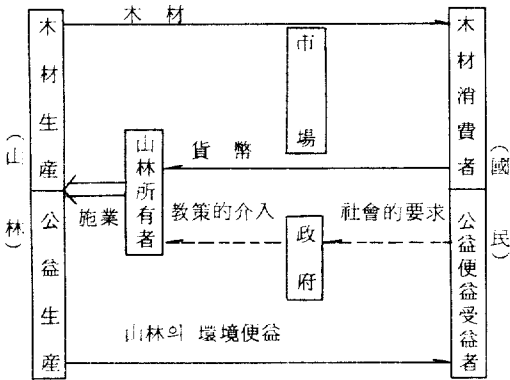 木材
木材生産
市場
木材消費者
(山林)
山林所有者
貨幣
(國民)
施業
教策的介入
社會的要求
政府
公益生産
公益便益受益者
山林의 環境便益